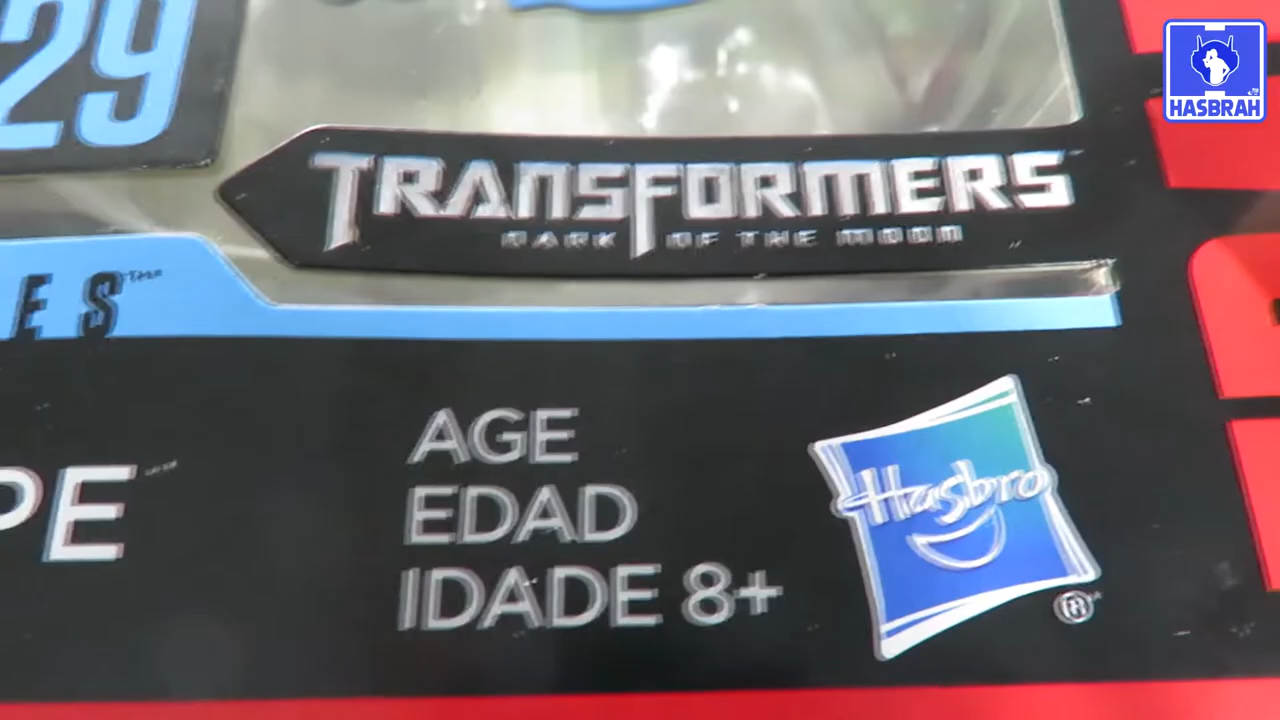 29
HASBRAH
TRANSFORMERS
DARK OF THE MOON
ES
PE
AGE
EDAD
IDADE 8+
Hasbro
®